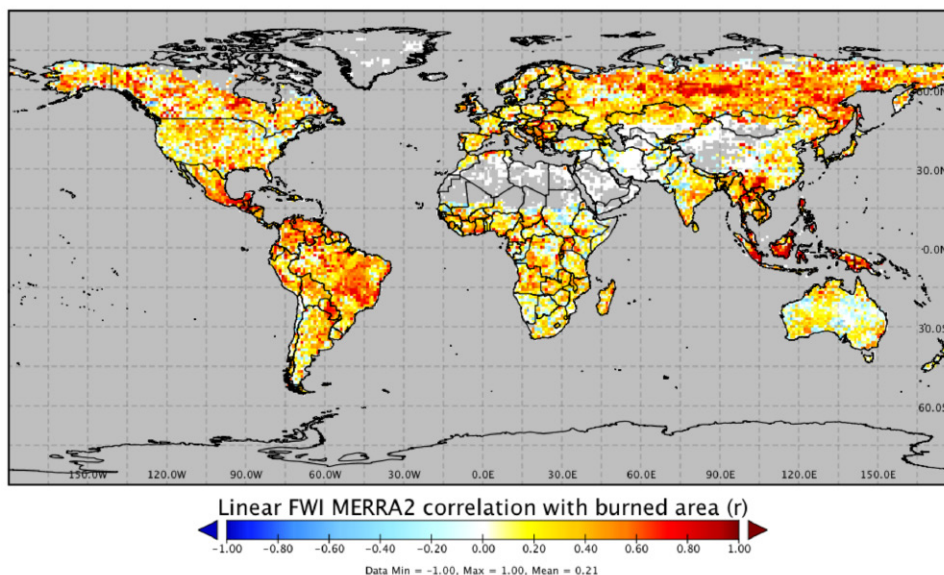 60.0N
30.0N
0.0N
30.0S
60.0S
150.0W 120.0W 90.0W 60.0W 30.0W 0.0E 30.0E 60.0E 90.0E 120.0E 150.0E
Linear FWI MERRA2 correlation with burned area (r)
-1.00 -0.80 -0.60 -0.40 -0.20 0.00 0.20 0.40 0.60 0.80 1.00
Data Min = -1.00, Max = 1.00, Mean = 0.21